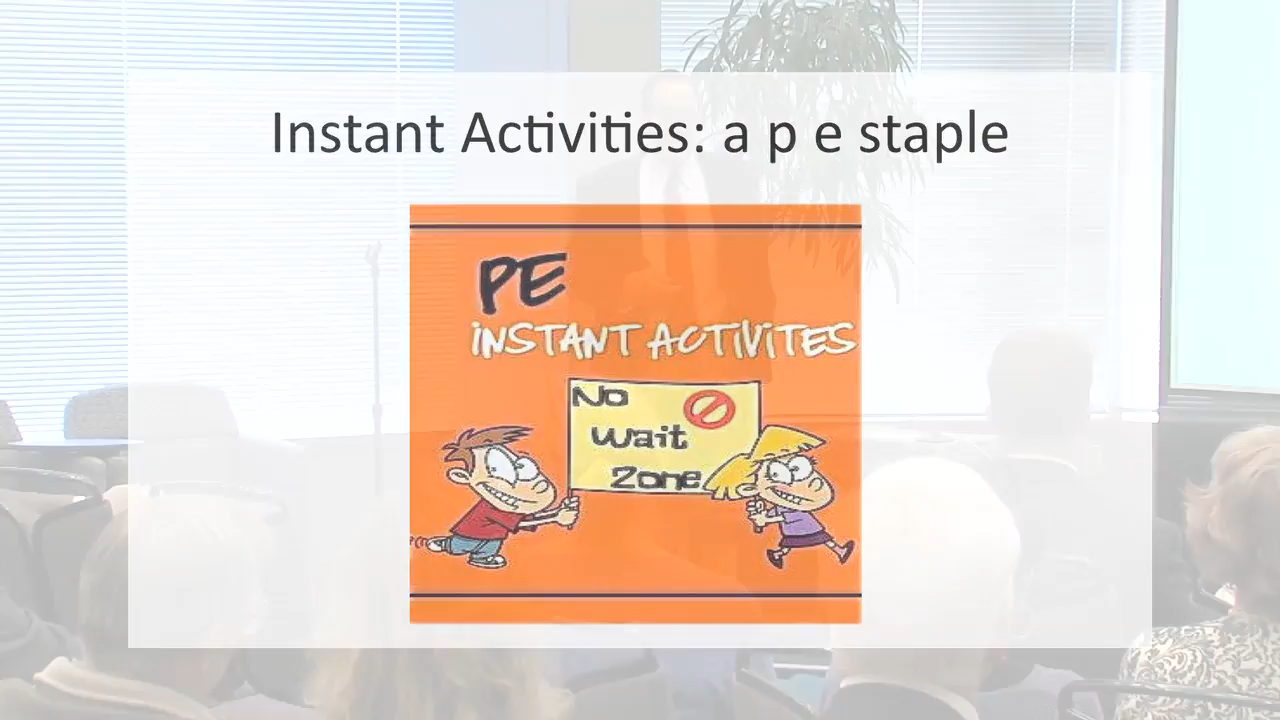 Instant Activities: a p e staple
PE
INSTANT ACTIVITES
No
Wait
Zone